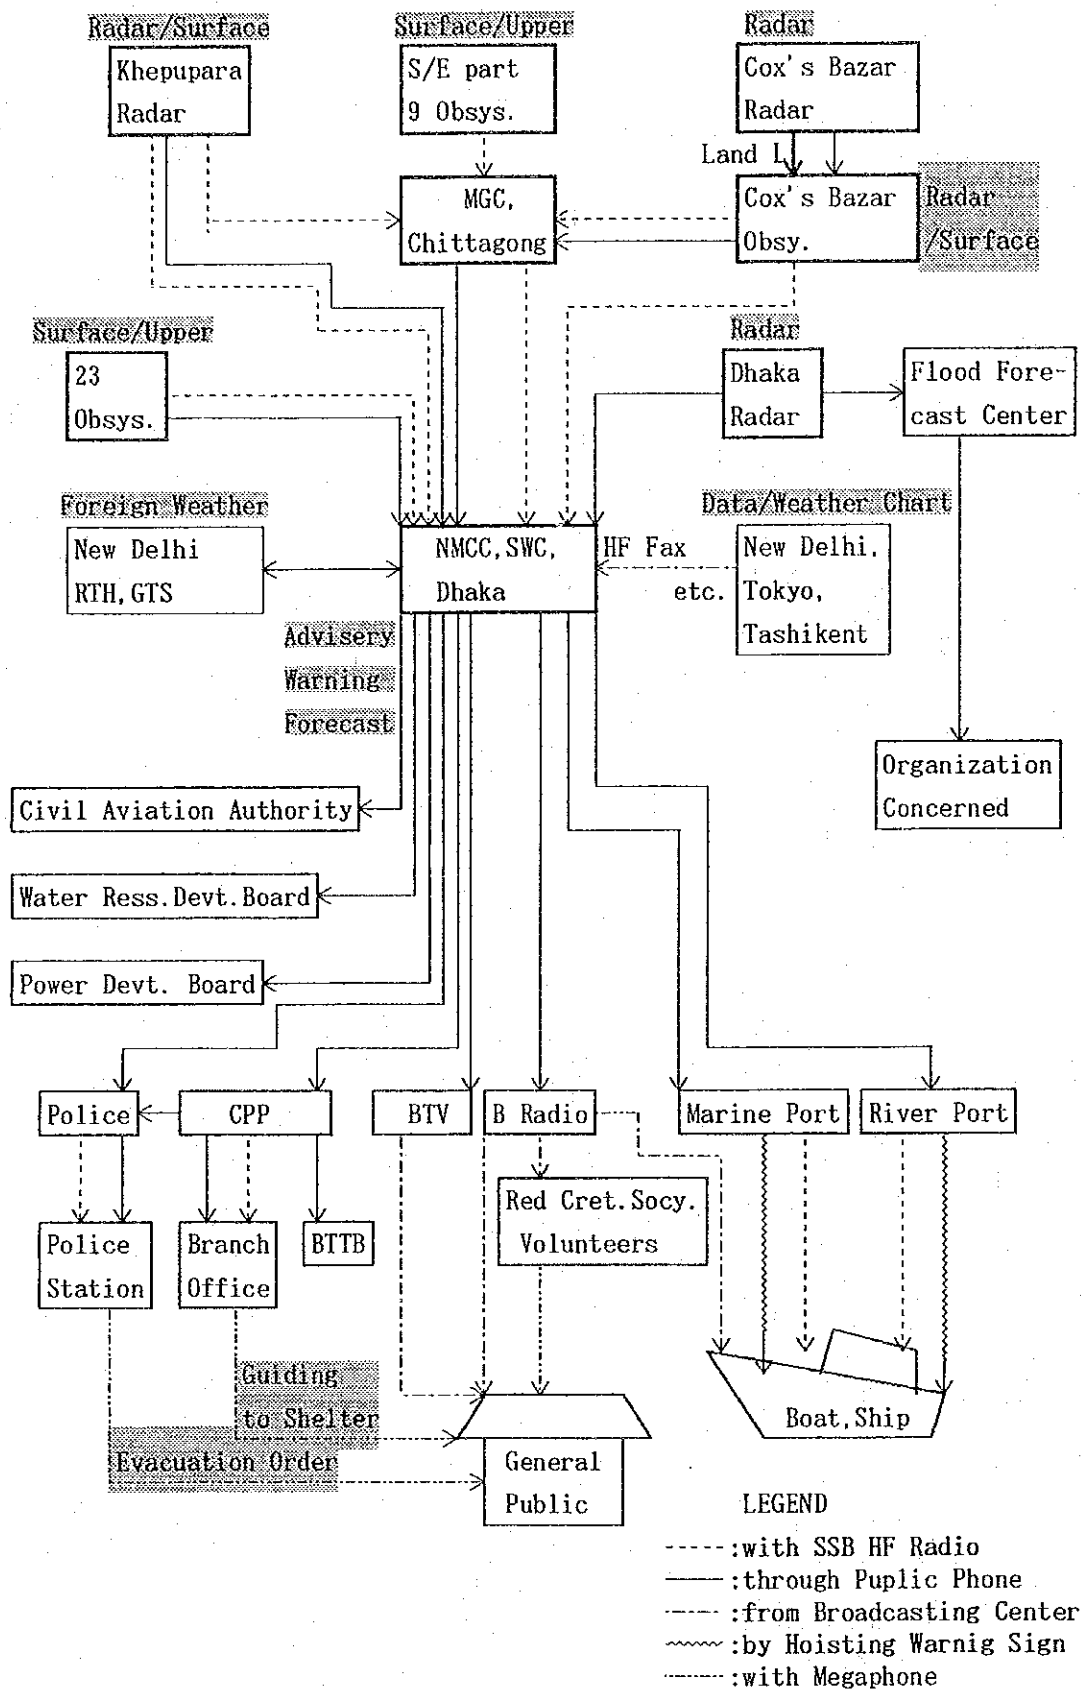 Radar/Surface
Khepupara
Radar
Surface/Upper
S/E part
9 Obsys.
Radar
Cox's Bazar
Radar
Land L
MGC,
Chittagong
Cox's Bazar
Obsy.
Radar
/Surface
Surface/Upper
23
Obsys.
Radar
Dhaka
Radar
Flood Fore-
cast Center
Foreign Weather
New Delhi
RTH,GTS
NMCC,SWC,
Dhaka
HF Fax
etc.
Data/Weather Chart
New Delhi,
Tokyo,
Tashikent
Advisery
Warning
Forecast
Organization
Concerned
Civil Aviation Authority
Water Ress.Devt.Board
Power Devt. Board
Police
CPP
BTV
B Radio
Marine Port
River Port
Police
Station
Branch
Office
BTTB
Red Cret.Socy.
Volunteers
Guiding
to Shelter
Evacuation Order
General
Public
Boat,Ship
LEGEND
:with SSB HF Radio
:through Puplic Phone
:from Broadcasting Center
:by Hoisting Warnig Sign
:with Megaphone